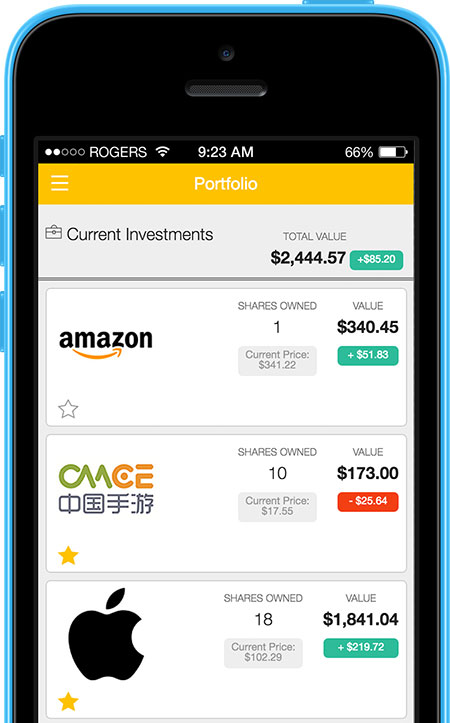 ROGERS 9:23 AM 66%
Portfolio
Current Investments
TOTAL VALUE
$2,444.57 +$85.20
amazon
SHARES OWNED
1
Current Price:
$341.22
VALUE
$340.45
+ $51.83
CMGE
中国手游
SHARES OWNED
10
Current Price:
$17.55
VALUE
$173.00
- $25.64
SHARES OWNED
18
Current Price:
$102.29
VALUE
$1,841.04
+ $219.72